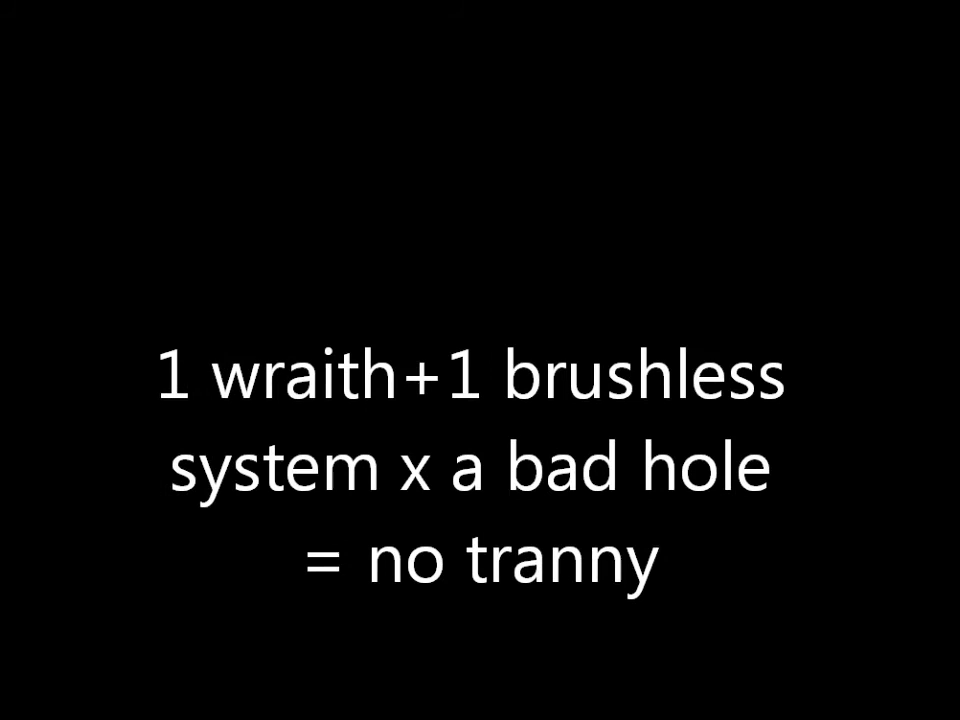 1 wraith+1 brushless
system x a bad hole
= no tranny